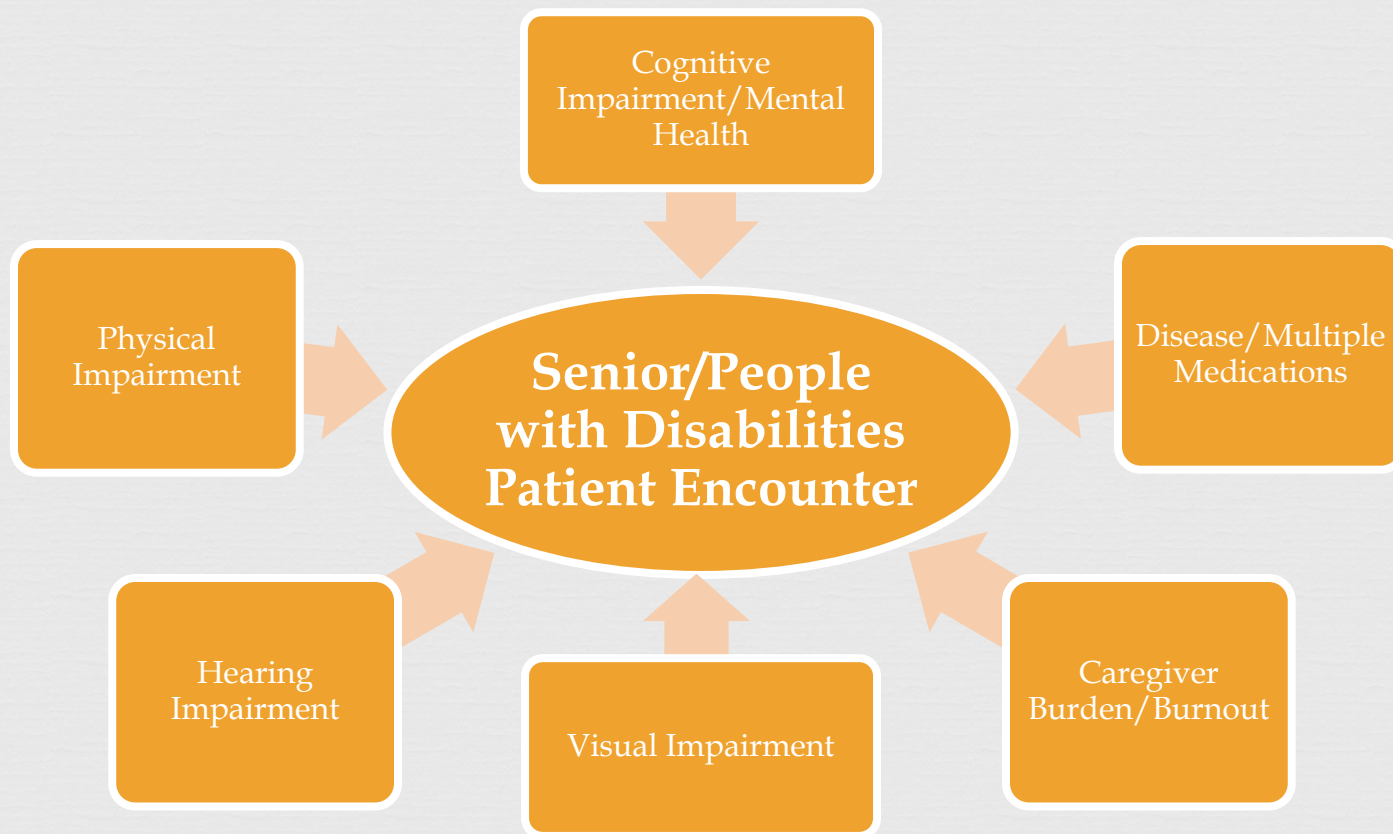 Cognitive
Impairment/Mental
Health
Physical
Impairment
Disease/Multiple
Medications
Senior/People
with Disabilities
Patient Encounter
Hearing
Impairment
Visual Impairment
Caregiver
Burden/Burnout